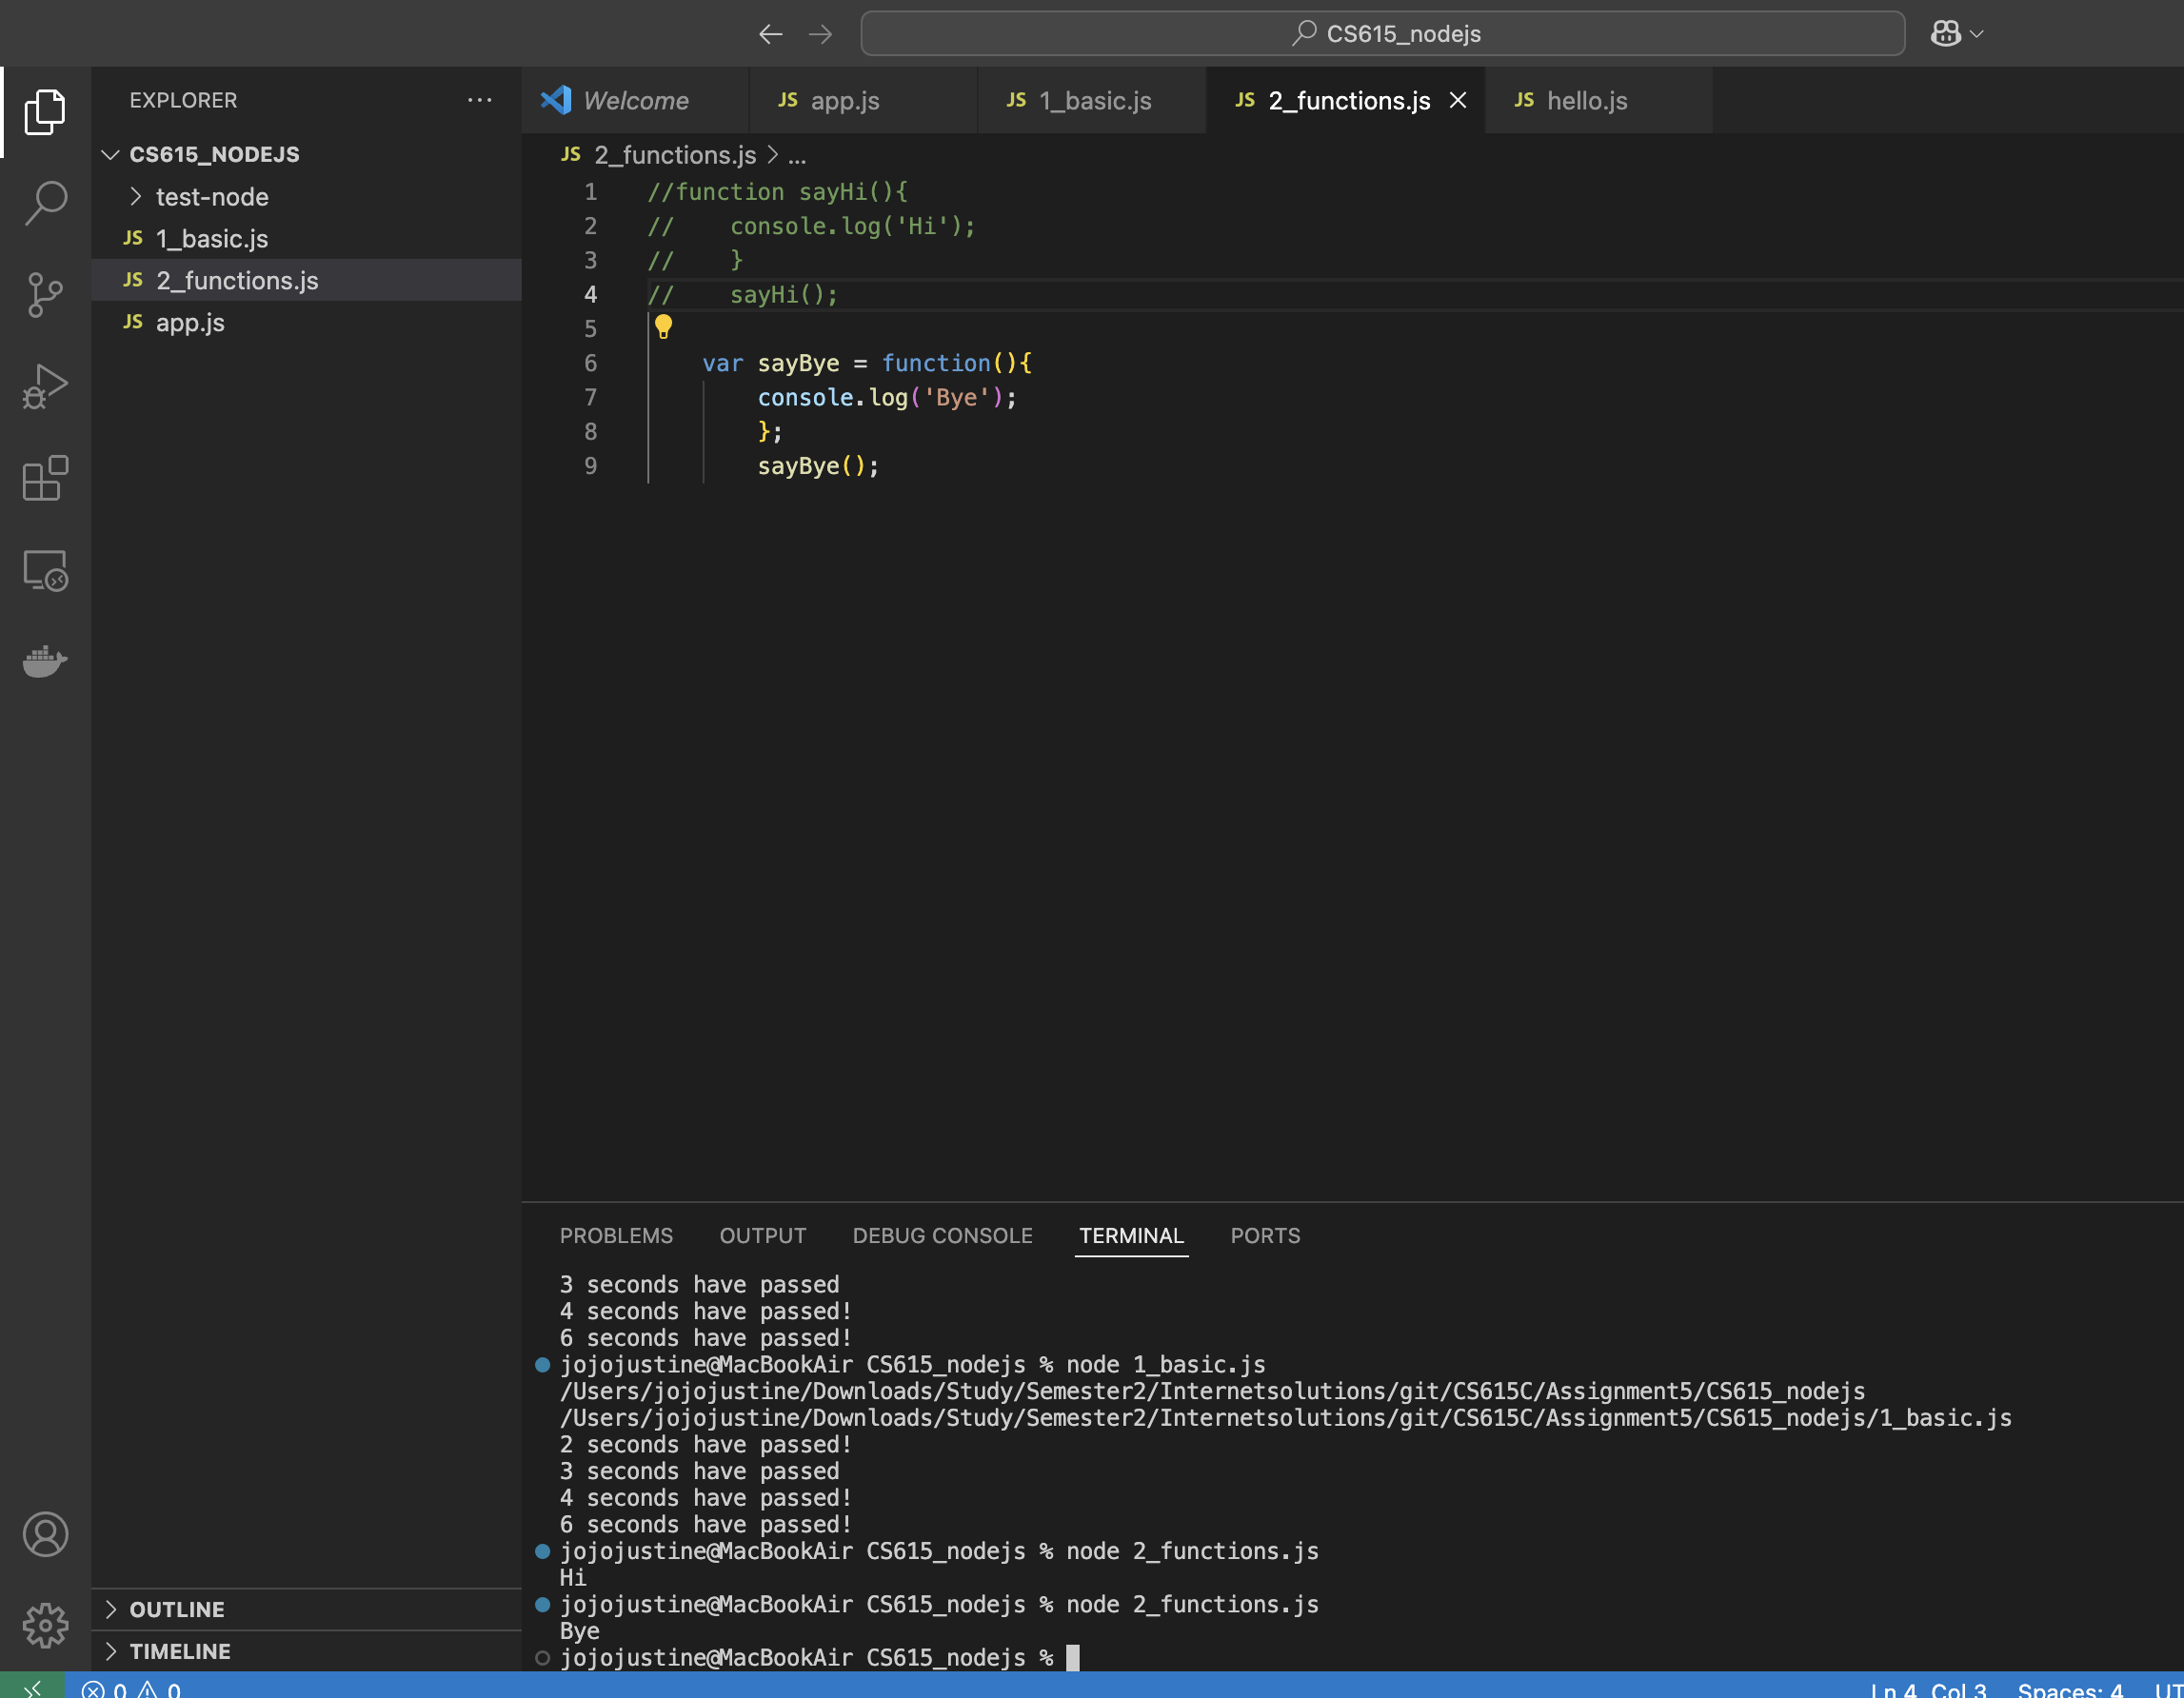 CS615_nodejs
EXPLORER
Welcome
JS app.js
JS 1_basic.js
JS 2_functions.js
JS hello.js
CS615_NODEJS
test-node
JS 1_basic.js
JS 2_functions.js
JS app.js
JS 2_functions.js > ...
1 //function sayHi(){
2 //    console.log('Hi');
3 //    }
4 //    sayHi();
5
6     var sayBye = function(){
7         console.log('Bye');
8         };
9         sayBye();
PROBLEMS OUTPUT DEBUG CONSOLE TERMINAL PORTS
3 seconds have passed
4 seconds have passed!
6 seconds have passed!
jojojustine@MacBookAir CS615_nodejs % node 1_basic.js
/Users/jojojustine/Downloads/Study/Semester2/Internetsolutions/git/CS615C/Assignment5/CS615_nodejs
/Users/jojojustine/Downloads/Study/Semester2/Internetsolutions/git/CS615C/Assignment5/CS615_nodejs/1_basic.js
2 seconds have passed!
3 seconds have passed
4 seconds have passed!
6 seconds have passed!
jojojustine@MacBookAir CS615_nodejs % node 2_functions.js
Hi
jojojustine@MacBookAir CS615_nodejs % node 2_functions.js
Bye
jojojustine@MacBookAir CS615_nodejs %
OUTLINE
TIMELINE
0 0
Ln 4, Col 3 Spaces: 4 UT